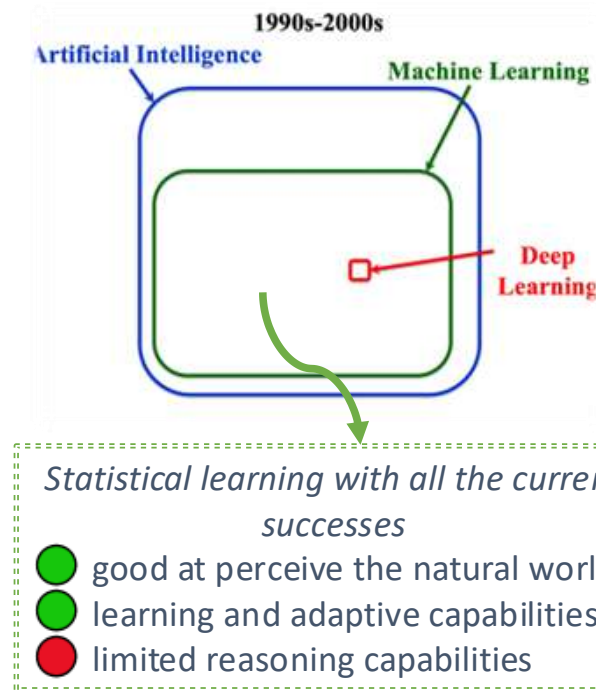 1990s-2000s
Artificial Intelligence
Machine Learning
Deep
Learning
Statistical learning with all the curren
successes
good at perceive the natural worl
learning and adaptive capabilities
limited reasoning capabilities